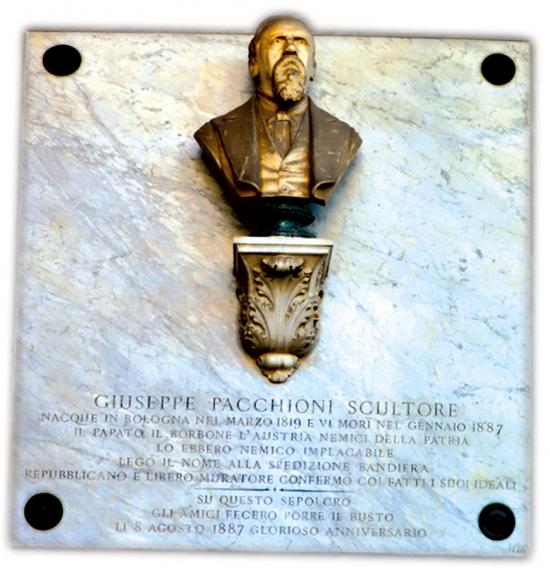 GIUSEPPE PACCHIONI SCULTORE
NACQUE IN BOLOGNA NEL MARZO 1819 E VI MORÌ NEL GENNAIO 1887
IL PAPATO IL BORBONE L'AUSTRIA NEMICI DELLA PATRIA
LO EBBERO NEMICO IMPLACABILE
LEGÒ IL NOME ALLA SPEDIZIONE BANDIERA
REPUBBLICANO E LIBERO MURATORE CONFERMÒ COI FATTI I SUOI IDEALI
SU QUESTO SEPOLCRO
GLI AMICI FECERO PORRE IL BUSTO
LI 8 AGOSTO 1887 GLORIOSO ANNIVERSARIO